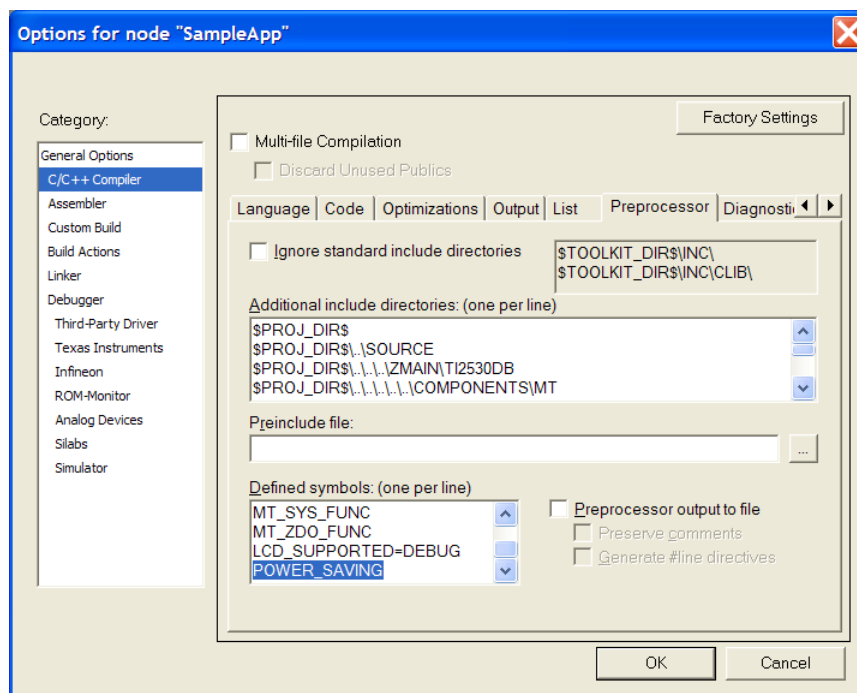 Options for node "SampleApp"
Category:
General Options
C/C++ Compiler
Assembler
Custom Build
Build Actions
Linker
Debugger
Third-Party Driver
Texas Instruments
Infineon
ROM-Monitor
Analog Devices
Silabs
Simulator
Factory Settings
Multi-file Compilation
Discard Unused Publics
Language Code Optimizations Output List Preprocessor Diagnosti
Ignore standard include directories
$TOOLKIT_DIR$\INC\
$TOOLKIT_DIR$\INC\CLIB\
Additional include directories: (one per line)
$PROJ_DIR$
$PROJ_DIR$\..\SOURCE
$PROJ_DIR$\..\..\..\ZMAIN\TI2530DB
$PROJ_DIR$\..\..\..\..\..\COMPONENTS\MT
Preinclude file:
...
Defined symbols: (one per line)
MT_SYS_FUNC
MT_ZDO_FUNC
LCD_SUPPORTED=DEBUG
POWER_SAVING
Preprocessor output to file
Preserve comments
Generate #line directives
OK
Cancel